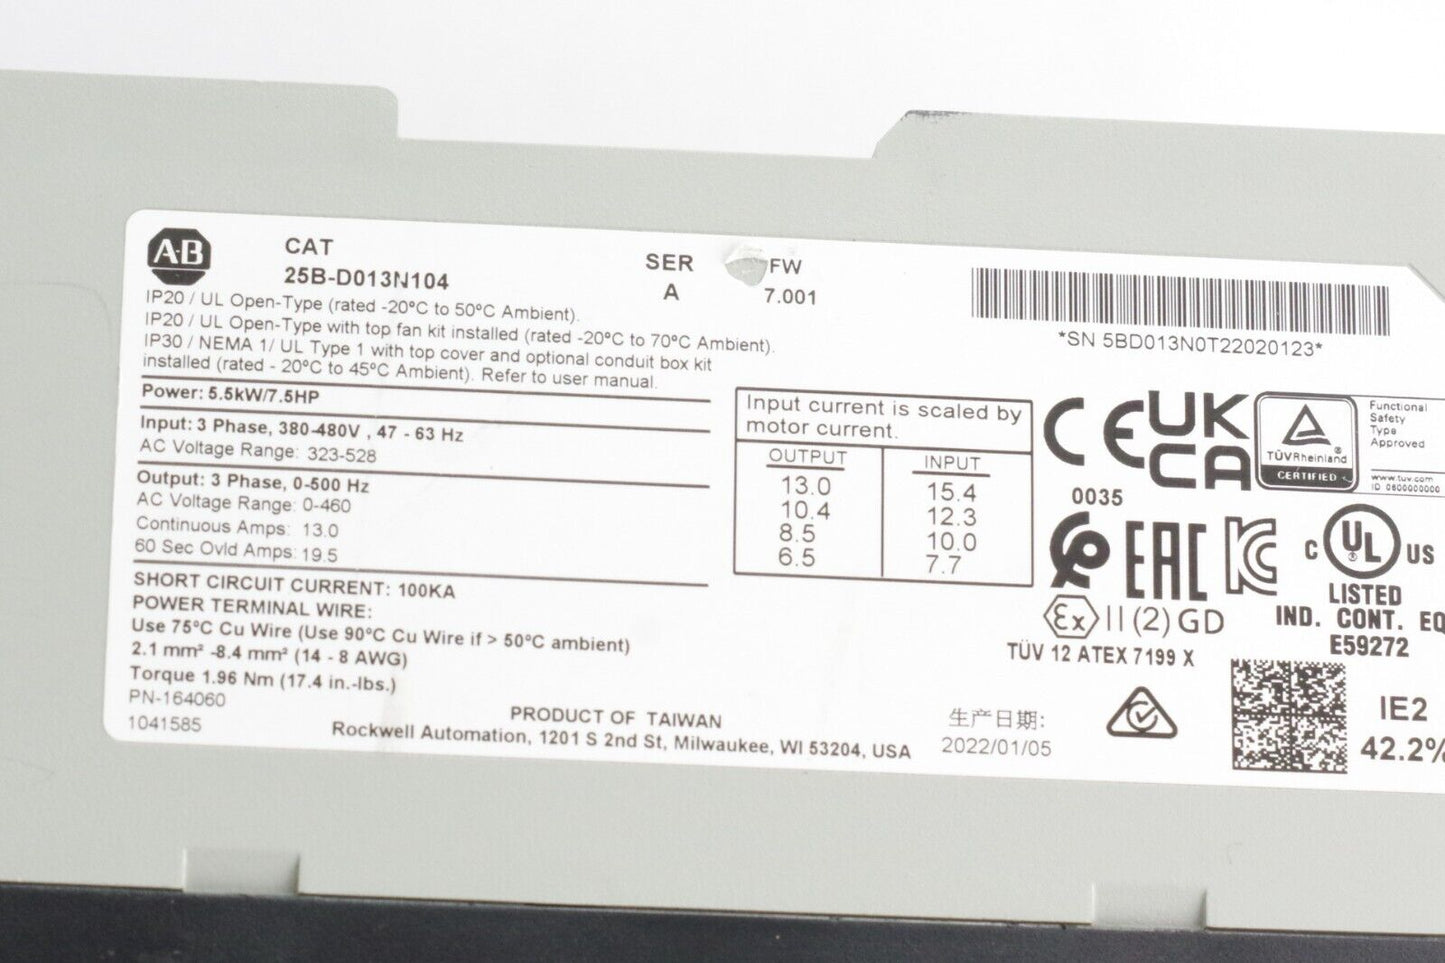 A·B
CAT
25B-D013N104
SER
A
FW
7.001
IP20 / UL Open-Type (rated -20°C to 50°C Ambient).
IP20 / UL Open-Type with top fan kit installed (rated -20°C to 70°C Ambient).
IP30 / NEMA 1/ UL Type 1 with top cover and optional conduit box kit
installed (rated - 20°C to 45°C Ambient). Refer to user manual.
*SN 5BD013N0T22020123*
Power: 5.5kW/7.5HP
Input: 3 Phase, 380-480V , 47 - 63 Hz
AC Voltage Range: 323-528
Output: 3 Phase, 0-500 Hz
AC Voltage Range: 0-460
Continuous Amps: 13.0
60 Sec Ovld Amps: 19.5
SHORT CIRCUIT CURRENT: 100KA
POWER TERMINAL WIRE:
Use 75°C Cu Wire (Use 90°C Cu Wire if > 50°C ambient)
2.1 mm² -8.4 mm² (14 - 8 AWG)
Torque 1.96 Nm (17.4 in.-lbs.)
PN-164060
1041585
PRODUCT OF TAIWAN
Rockwell Automation, 1201 S 2nd St, Milwaukee, WI 53204, USA
Input current is scaled by
motor current.
OUTPUT INPUT
13.0 15.4
10.4 12.3
8.5 10.0
6.5 7.7
CE
0035
UK
CA
TÜVRheinland
®
CERTIFIED
Functional
Safety
Type
Approved
www.tuv.com
ID 0600000000
EAC
KC
C UL ® US
LISTED
IND. CONT. EQ
E59272
Ex II (2) GD
TÜV 12 ATEX 7199 X
生产日期:
2022/01/05
IE2
42.2%